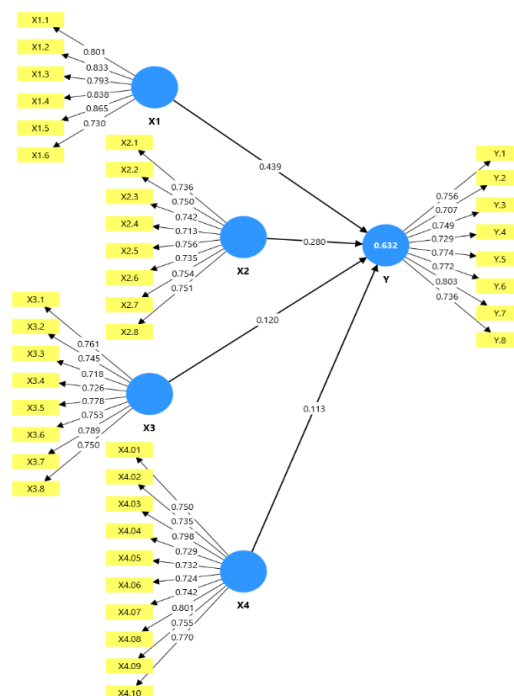 X1.1
X1.2
X1.3
X1.4
X1.5
X1.6
0.801
0.833
0.793
0.838
0.865
0.730
X1
0.439
X2.1
X2.2
X2.3
X2.4
X2.5
X2.6
X2.7
X2.8
0.736
0.750
0.742
0.713
0.756
0.735
0.754
0.751
X2
0.280
Y.1
Y.2
Y.3
Y.4
Y.5
Y.6
Y.7
Y.8
0.756
0.707
0.749
0.729
0.774
0.772
0.803
0.736
0.632
Y
X3.1
X3.2
X3.3
X3.4
X3.5
X3.6
X3.7
X3.8
0.761
0.745
0.718
0.726
0.778
0.753
0.789
0.750
X3
0.120
X4.01
X4.02
X4.03
X4.04
X4.05
X4.06
X4.07
X4.08
X4.09
X4.10
0.750
0.735
0.798
0.729
0.732
0.724
0.742
0.801
0.755
0.770
X4
0.113